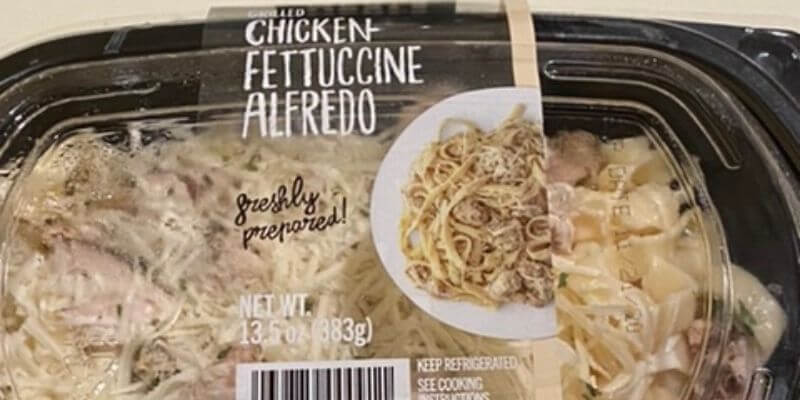 GRILLED
CHICKEN
FETTUCCINE
ALFREDO
freshly
prepared!
NET WT.
13.5 oz (383g)
KEEP REFRIGERATED
SEE COOKING
INSTRUCTIONS